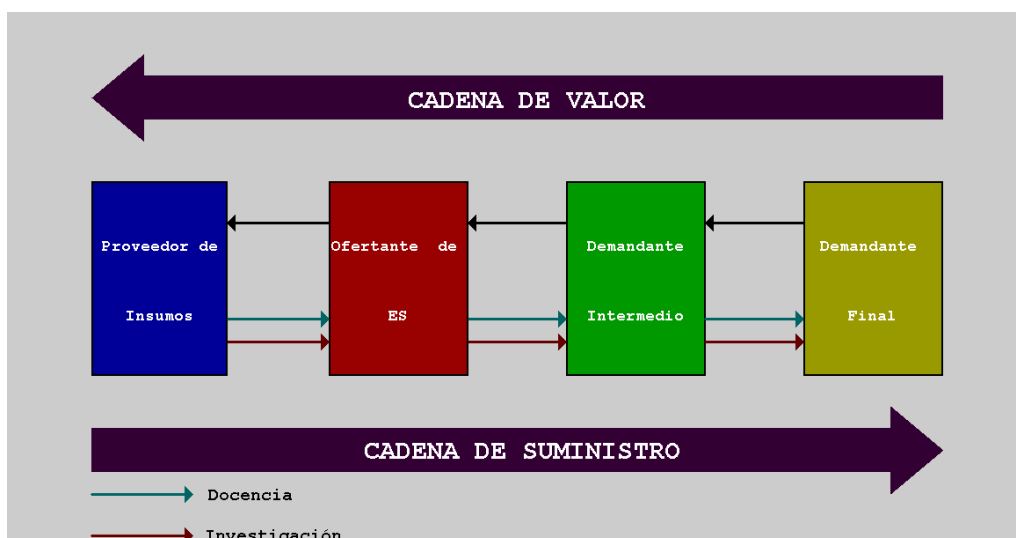 CADENA DE VALOR
Proveedor de
Insumos
Ofertante de
ES
Demandante
Intermedio
Demandante
Final
CADENA DE SUMINISTRO
Docencia
Investigación